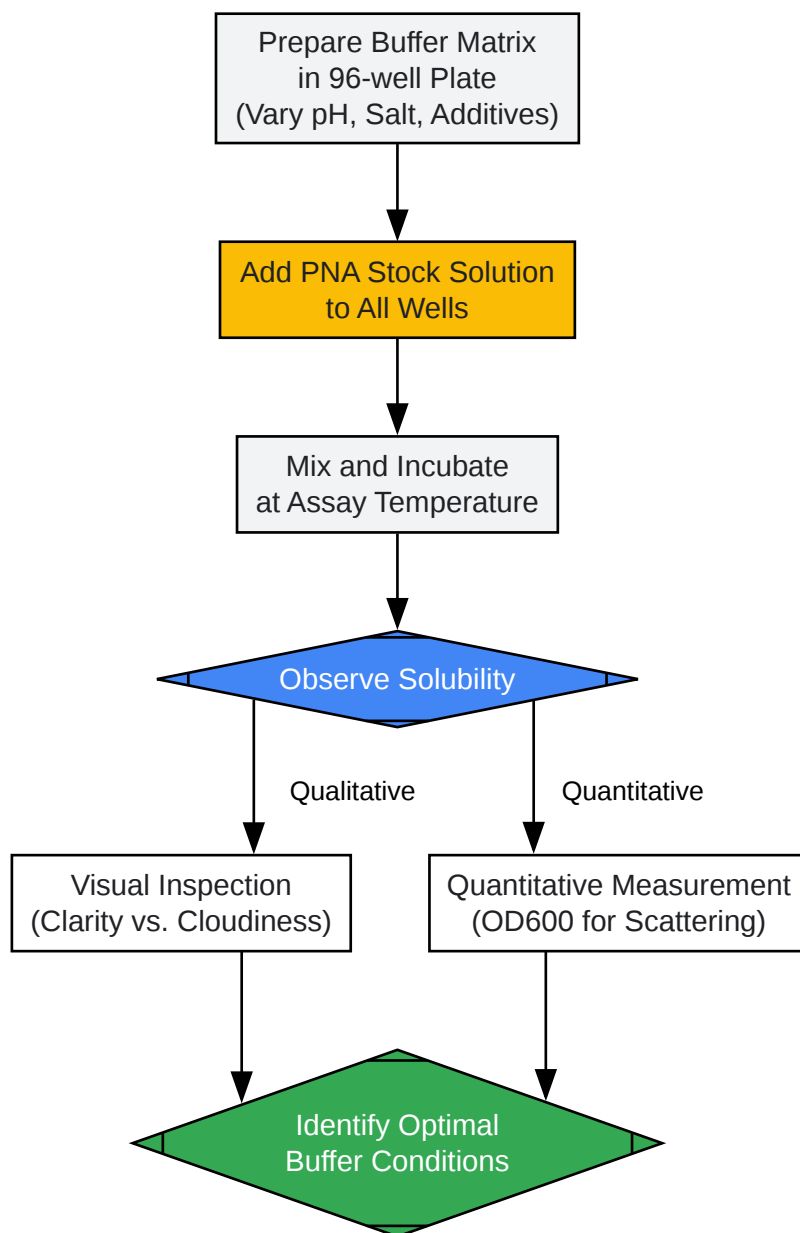 Prepare Buffer Matrix
in 96-well Plate
(Vary pH, Salt, Additives)
Add PNA Stock Solution
to All Wells
Mix and Incubate
at Assay Temperature
Observe Solubility
Qualitative
Quantitative
Visual Inspection
(Clarity vs. Cloudiness)
Quantitative Measurement
(OD600 for Scattering)
Identify Optimal
Buffer Conditions